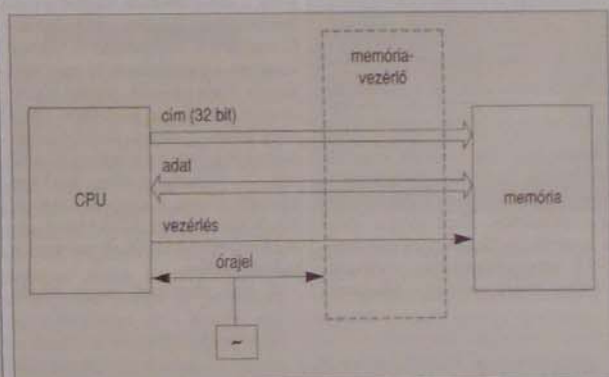 memória-
vezérlő
cím (32 bit)
adat
CPU
memória
vezérlés
órajel
~